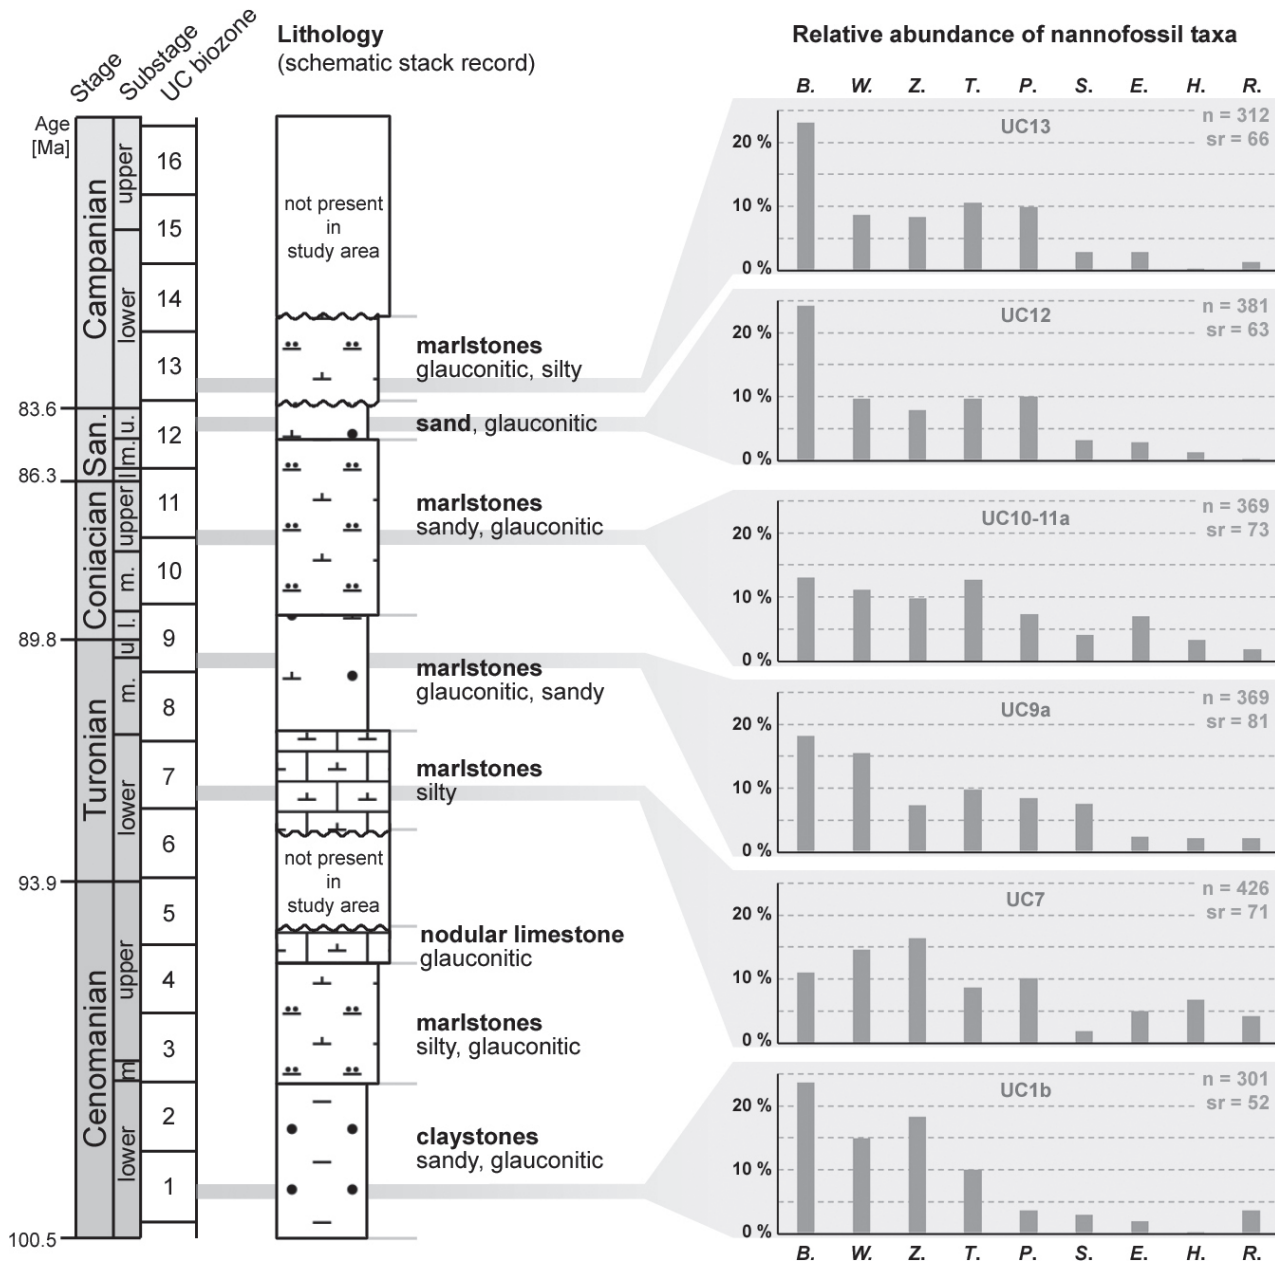 Stage
Substage
UC biozone
Lithology
(schematic stack record)
Relative abundance of nannofossil taxa
Age
[Ma]
83.6
86.3
89.8
93.9
100.5
Campanian
San.
Coniacian
Turonian
Cenomanian
upper
lower
u.
m.
l
upper
m.
l.
u
m.
lower
upper
m
lower
16
15
14
13
12
11
10
9
8
7
6
5
4
3
2
1
not present
in
study area
marlstones
glauconitic, silty
sand, glauconitic
marlstones
sandy, glauconitic
marlstones
glauconitic, sandy
marlstones
silty
not present
in
study area
nodular limestone
glauconitic
marlstones
silty, glauconitic
claystones
sandy, glauconitic
B. W. Z. T. P. S. E. H. R.
UC13
n = 312
sr = 66
20 %
10 %
0 %
UC12
n = 381
sr = 63
20 %
10 %
0 %
UC10-11a
n = 369
sr = 73
20 %
10 %
0 %
UC9a
n = 369
sr = 81
20 %
10 %
0 %
UC7
n = 426
sr = 71
20 %
10 %
0 %
UC1b
n = 301
sr = 52
20 %
10 %
0 %
B. W. Z. T. P. S. E. H. R.